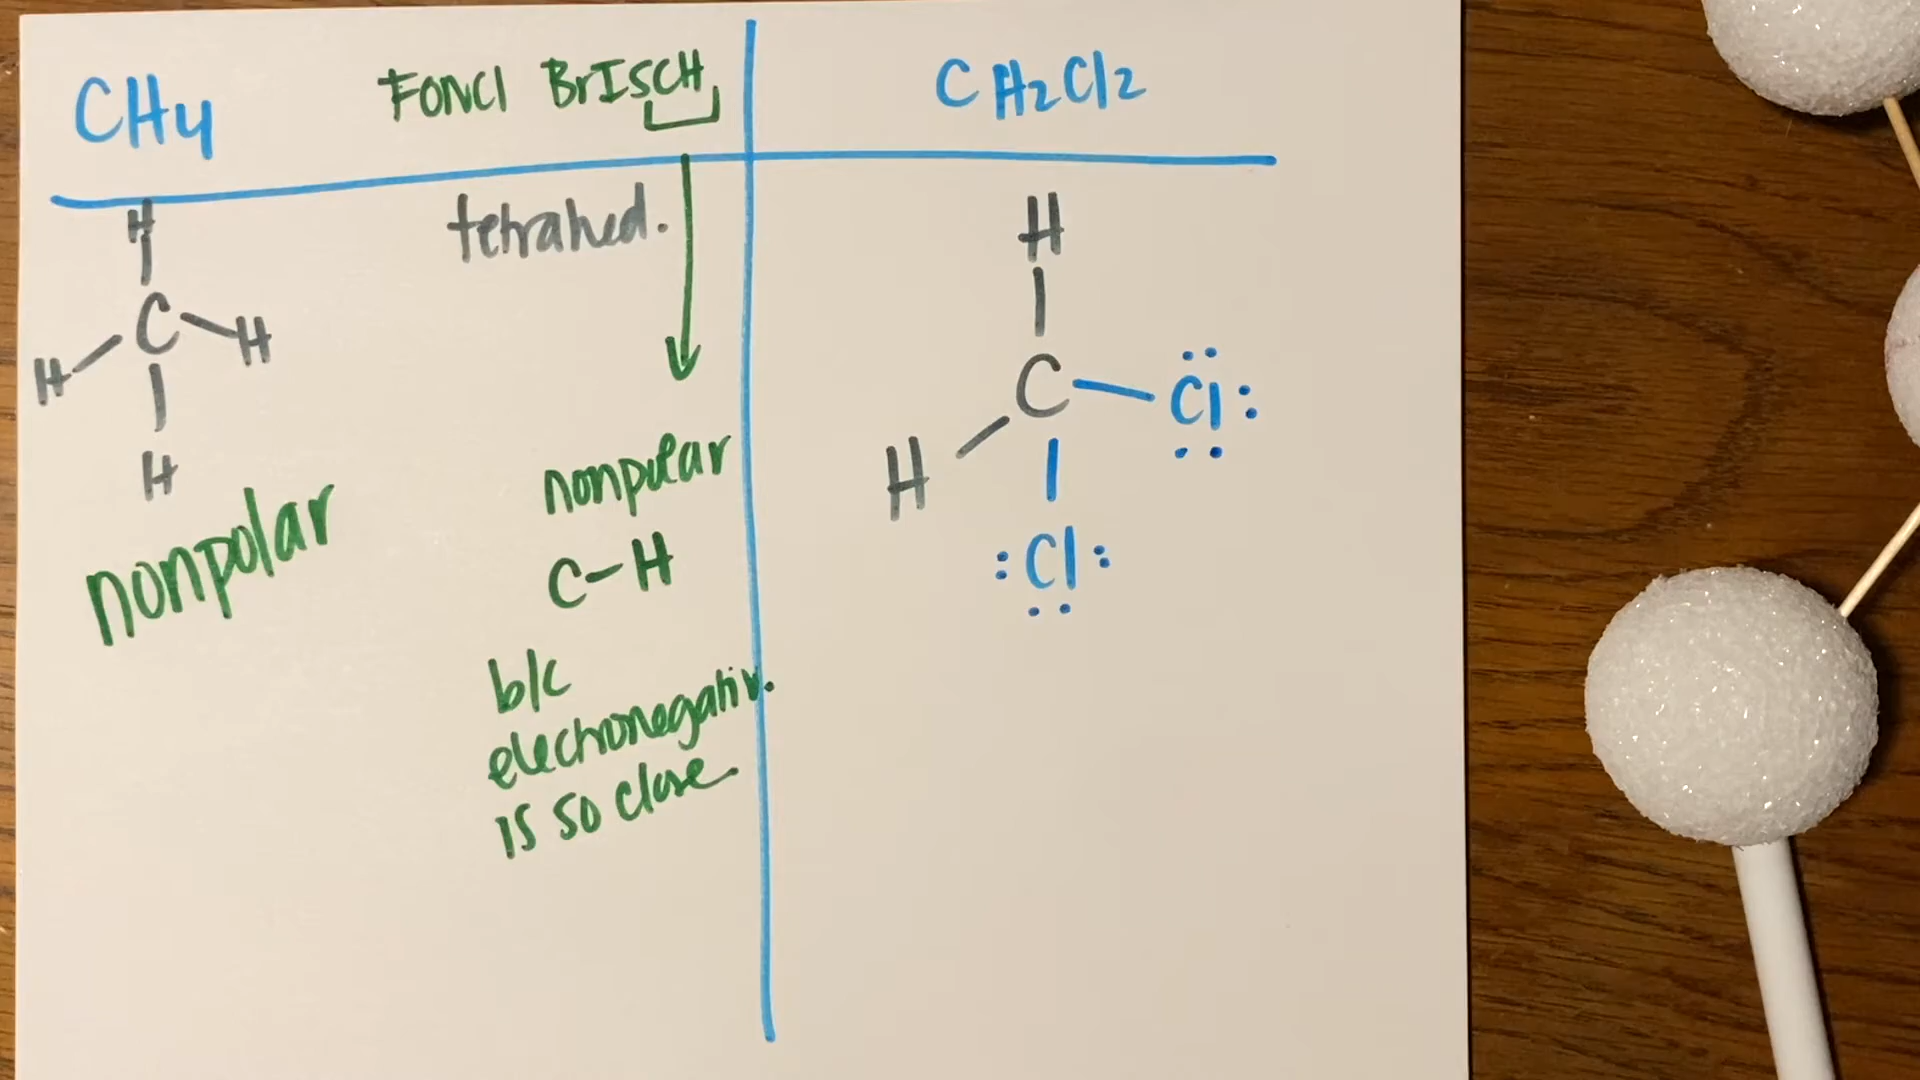 CH4
FONCl BrISCH
tetrahed.
H
C
H
H
H
nonpolar
nonpolar
C-H
b/c
electronegativ.
is so close
CH2Cl2
H
C
Cl:
H
:Cl: